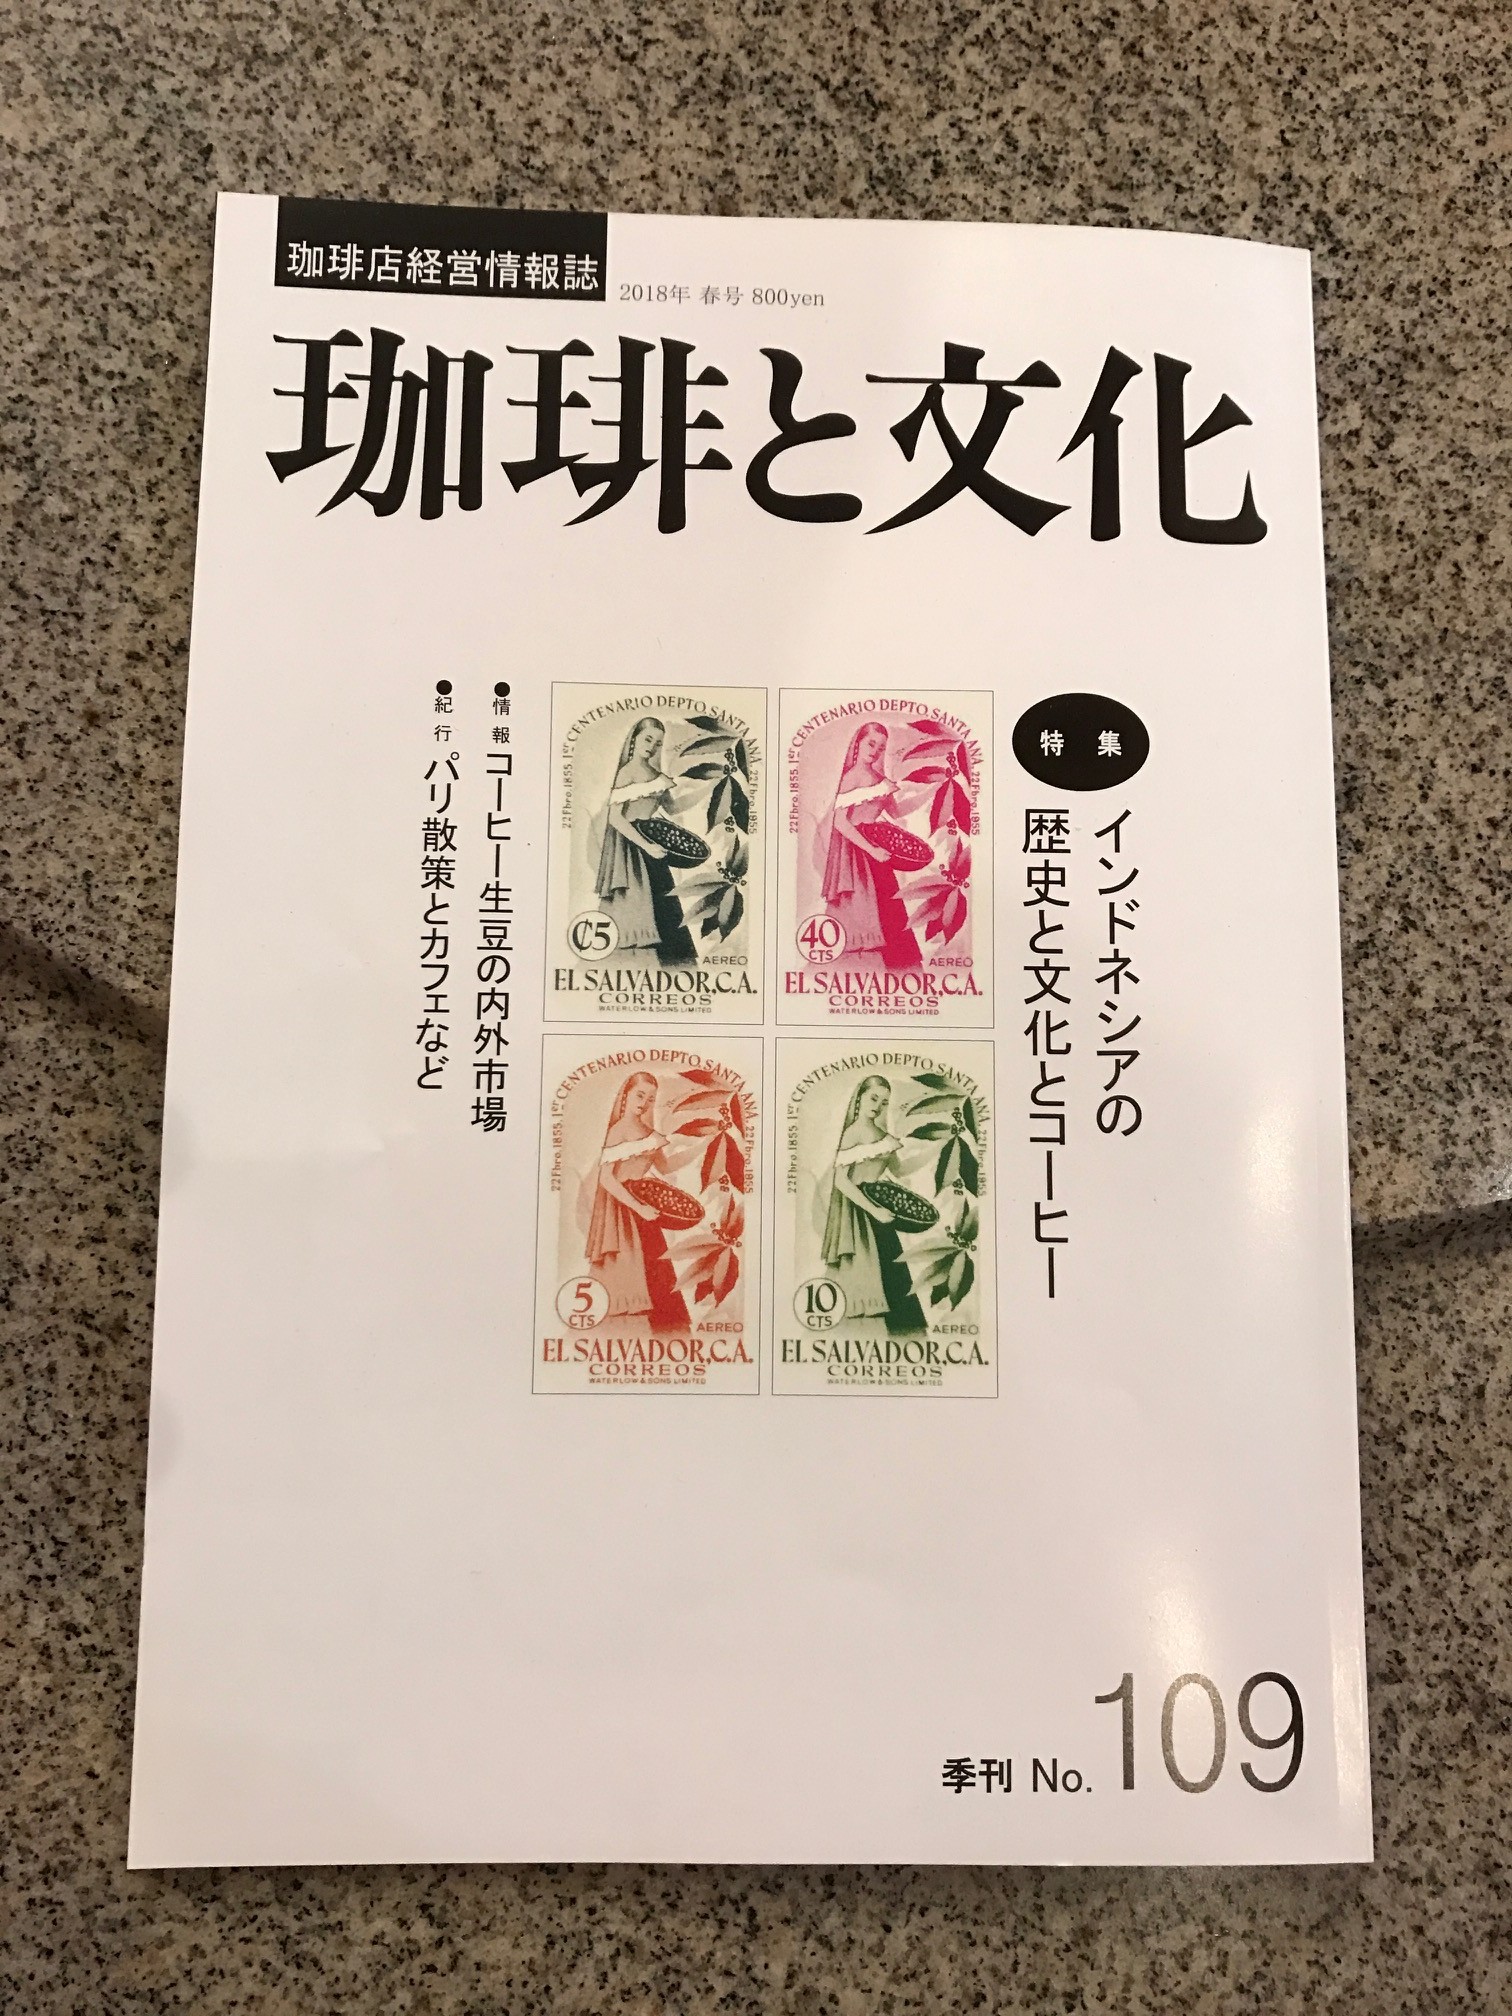 珈琲店経営情報誌
2018年 春号 800yen
珈琲と文化
特集
インドネシアの
歴史と文化とコーヒー
●情報 コーヒー生豆の内外市場
●紀行 パリ散策とカフェなど
1er CENTENARIO DEPTO. SANTA ANA.
22 Fbro. 1855.
22 Fbro. 1955
₡5
AEREO
EL SALVADOR, C.A.
CORREOS
WATERLOW & SONS LIMITED
1er CENTENARIO DEPTO. SANTA ANA.
22 Fbro. 1855.
22 Fbro. 1955
40
CTS
AEREO
EL SALVADOR, C.A.
CORREOS
WATERLOW & SONS LIMITED
1er CENTENARIO DEPTO. SANTA ANA.
22 Fbro. 1855.
22 Fbro. 1955
5
CTS
AEREO
EL SALVADOR, C.A.
CORREOS
WATERLOW & SONS LIMITED
1er CENTENARIO DEPTO. SANTA ANA.
22 Fbro. 1855.
22 Fbro. 1955
10
CTS
AEREO
EL SALVADOR, C.A.
CORREOS
WATERLOW & SONS LIMITED
季刊 No. 109